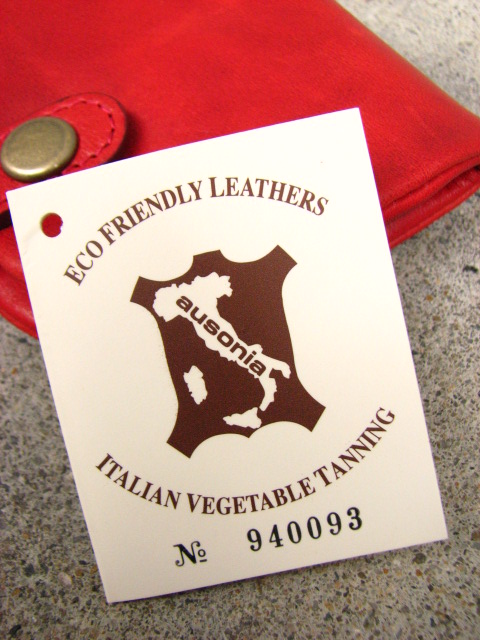 ECO FRIENDLY LEATHERS
ausonia
ITALIAN VEGETABLE TANNING
№ 940093